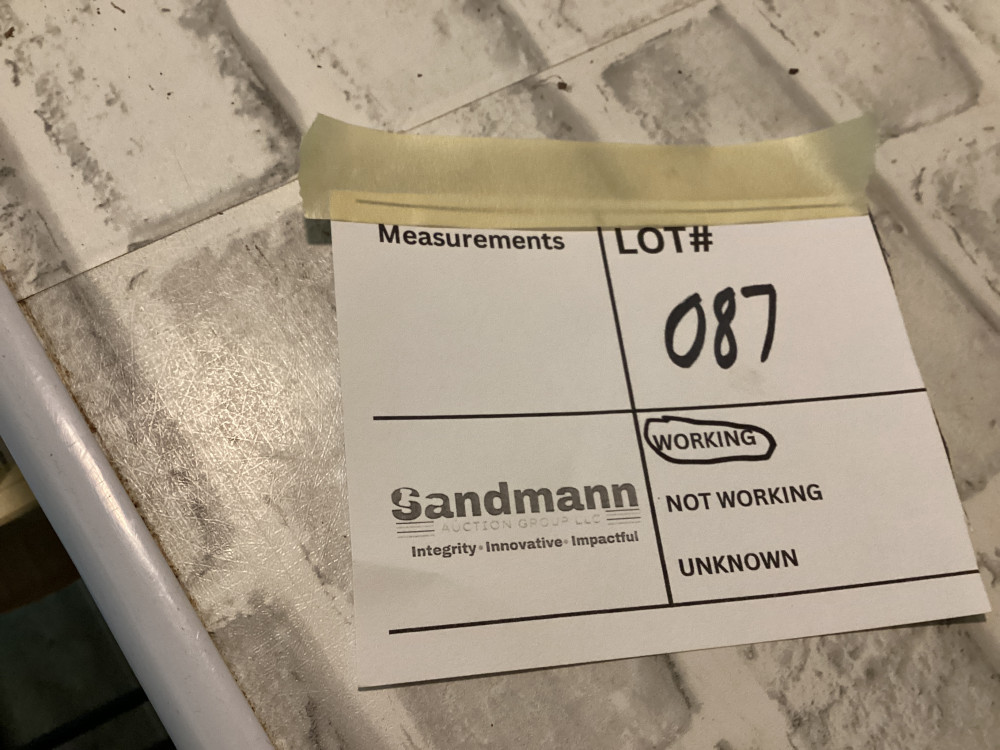 Measurements
LOT#
087
WORKING
NOT WORKING
UNKNOWN
Sandmann
AUCTION GROUP LLC
Integrity • Innovative • Impactful